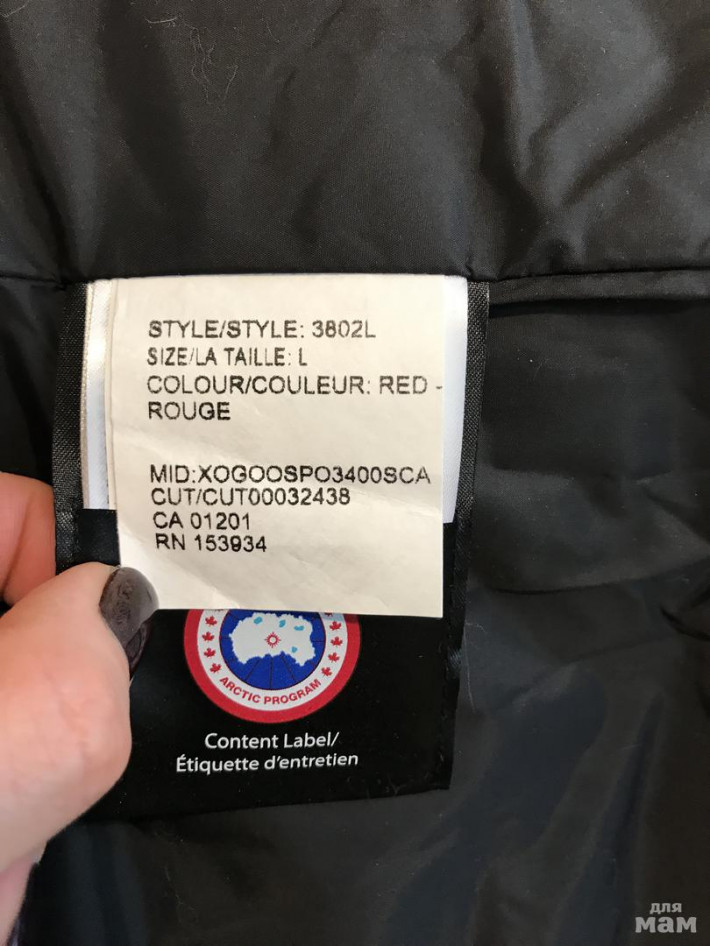 STYLE/STYLE: 3802L
SIZE/LA TAILLE: L
COLOUR/COULEUR: RED -
ROUGE
MID:XOGOOSPO3400SCA
CUT/CUT00032438
CA 01201
RN 153934
ARCTIC PROGRAM
Content Label/
Étiquette d'entretien
для
мам